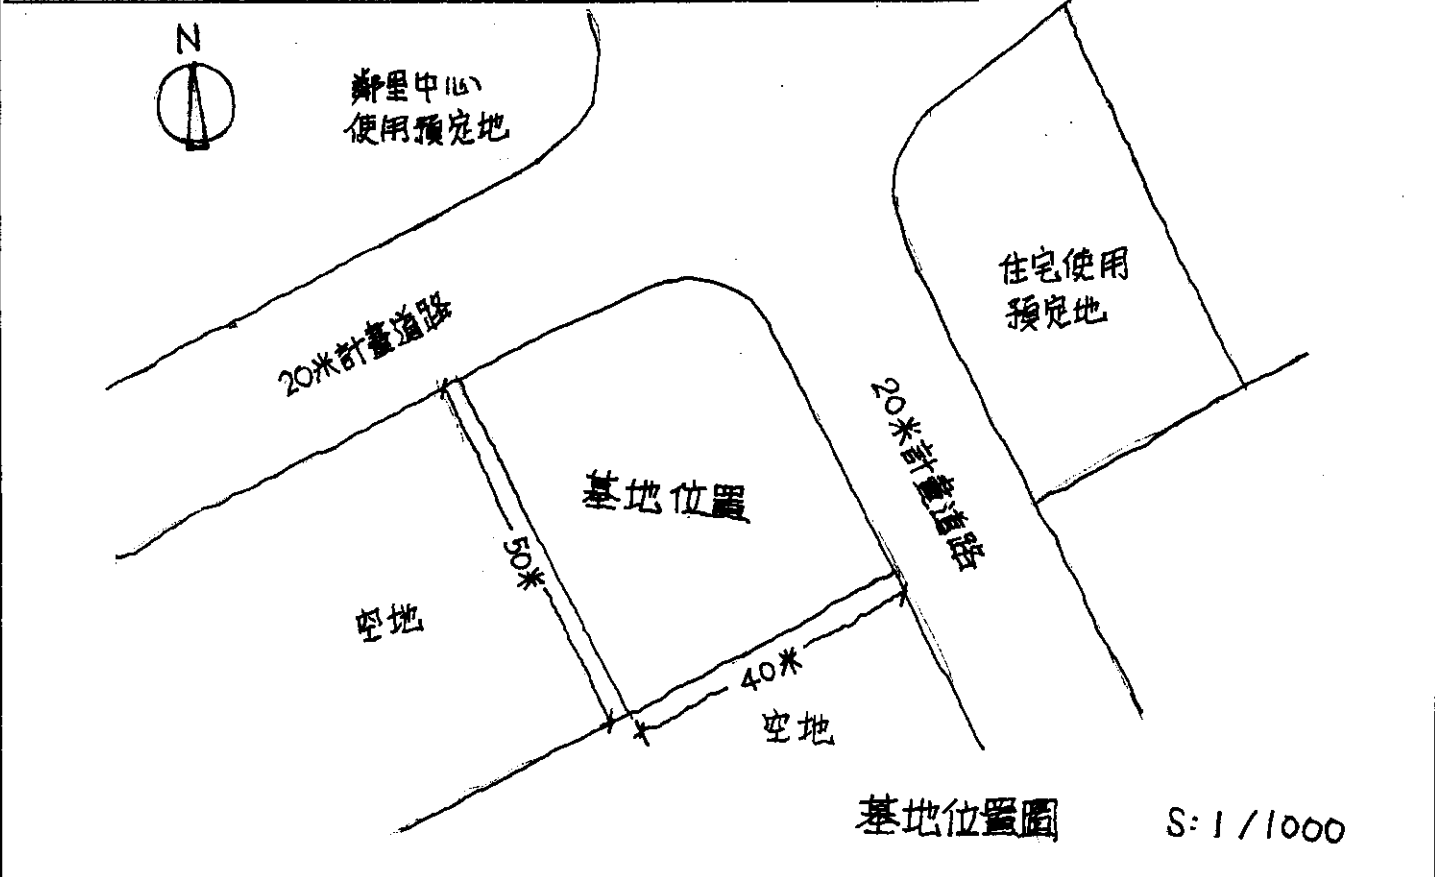 N
鄰里中心
使用預定地
20米計畫道路
住宅使用
預定地
20米計畫道路
基地位置
50米
空地
40米
空地
基地位置圖 S: 1/1000